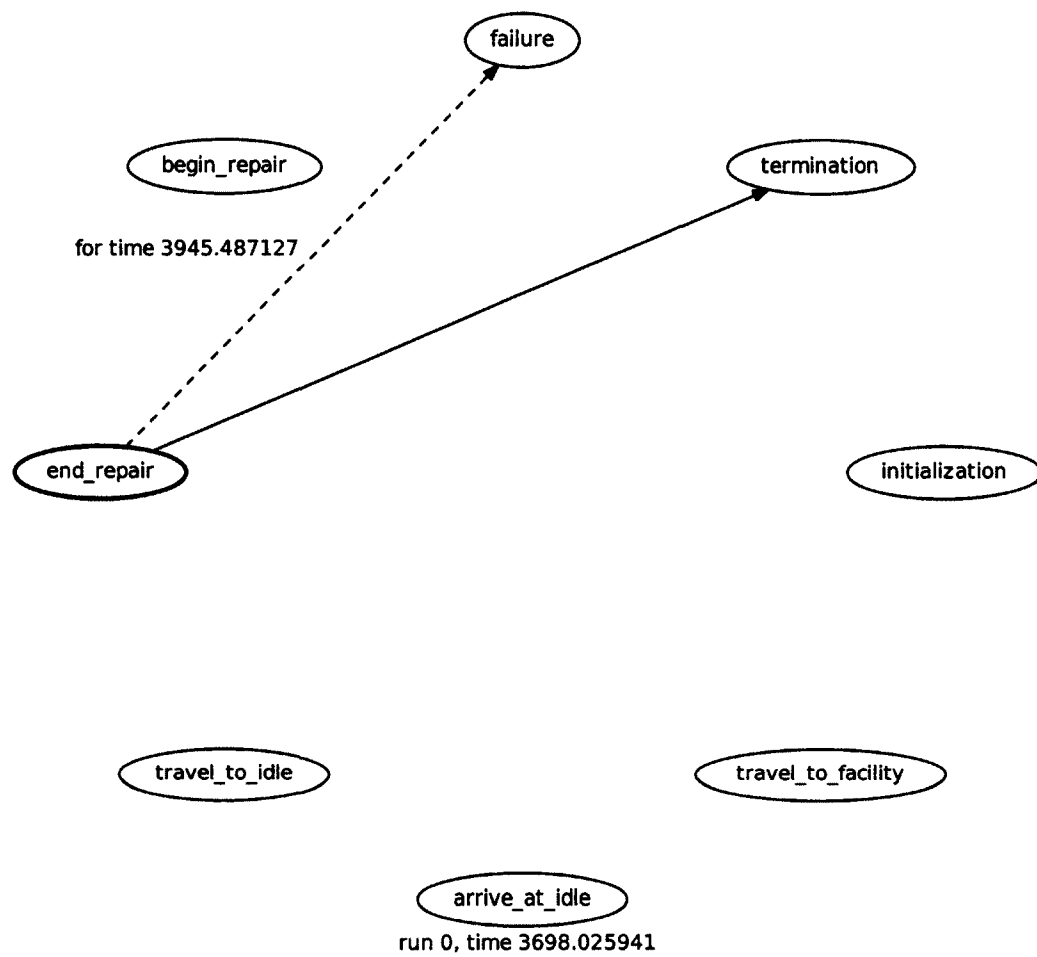 failure
begin_repair
termination
for time 3945.487127
end_repair
initialization
travel_to_idle
travel_to_facility
arrive_at_idle
run 0, time 3698.025941